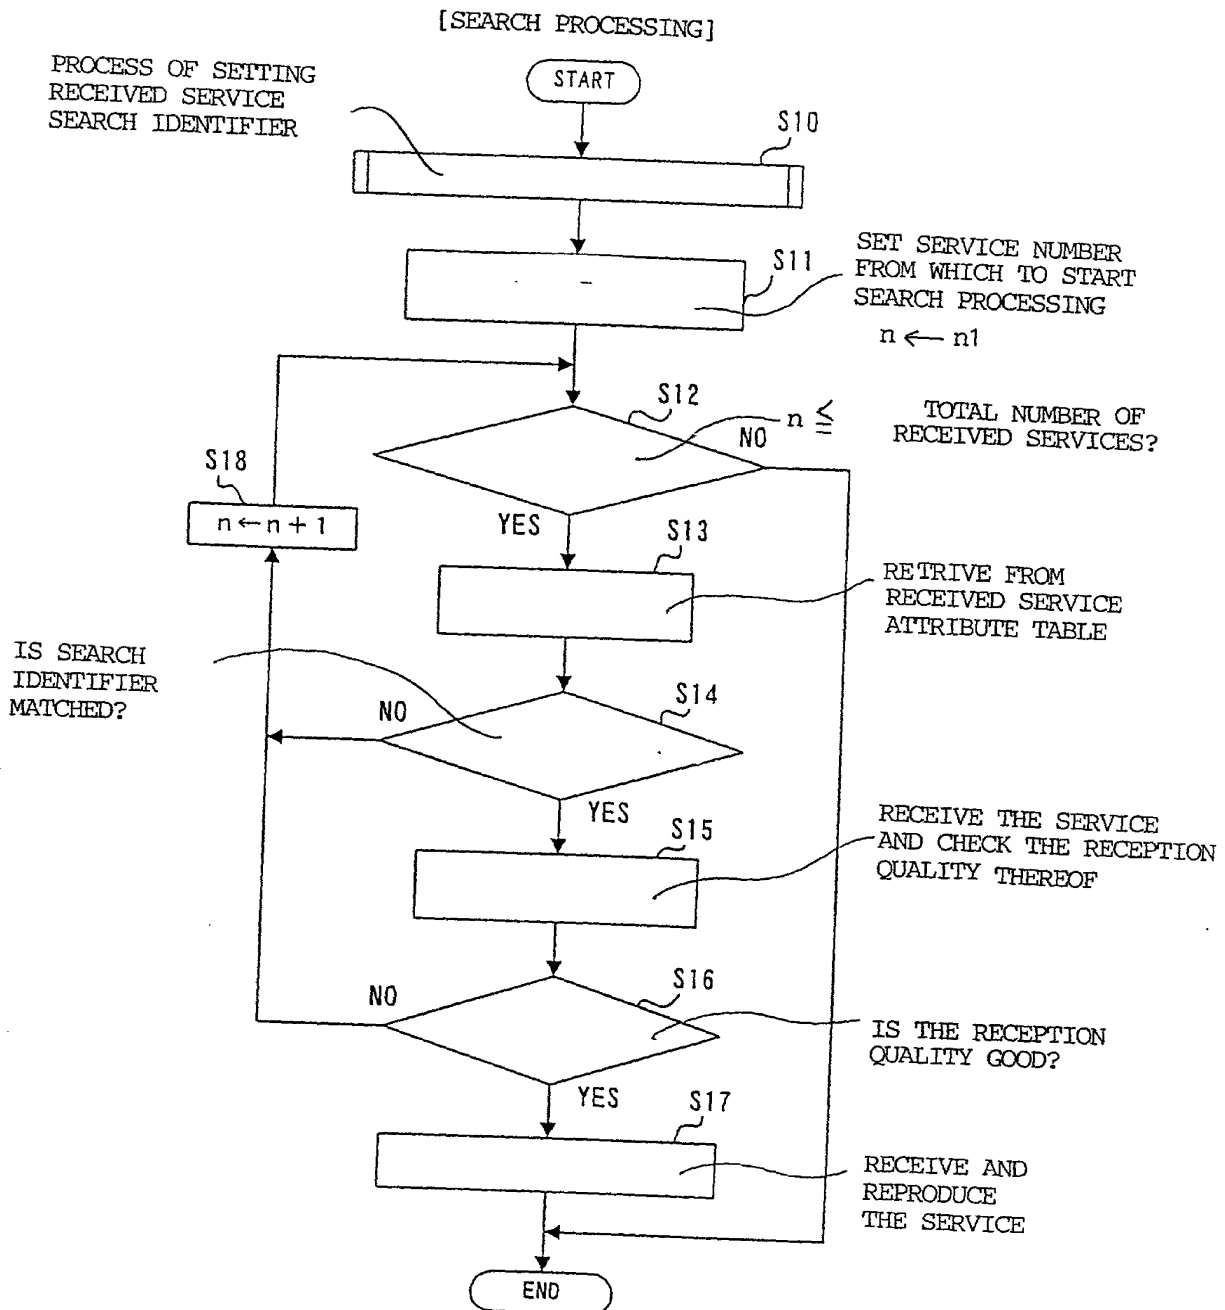 [SEARCH PROCESSING]
PROCESS OF SETTING
RECEIVED SERVICE
SEARCH IDENTIFIER
START
S10
S11
SET SERVICE NUMBER
FROM WHICH TO START
SEARCH PROCESSING
n ← n1
S12
n ≦ TOTAL NUMBER OF
RECEIVED SERVICES?
NO
YES
S18
n ← n + 1
S13
RETRIVE FROM
RECEIVED SERVICE
ATTRIBUTE TABLE
IS SEARCH
IDENTIFIER
MATCHED?
NO
S14
YES
S15
RECEIVE THE SERVICE
AND CHECK THE RECEPTION
QUALITY THEREOF
NO
S16
IS THE RECEPTION
QUALITY GOOD?
YES
S17
RECEIVE AND
REPRODUCE
THE SERVICE
END